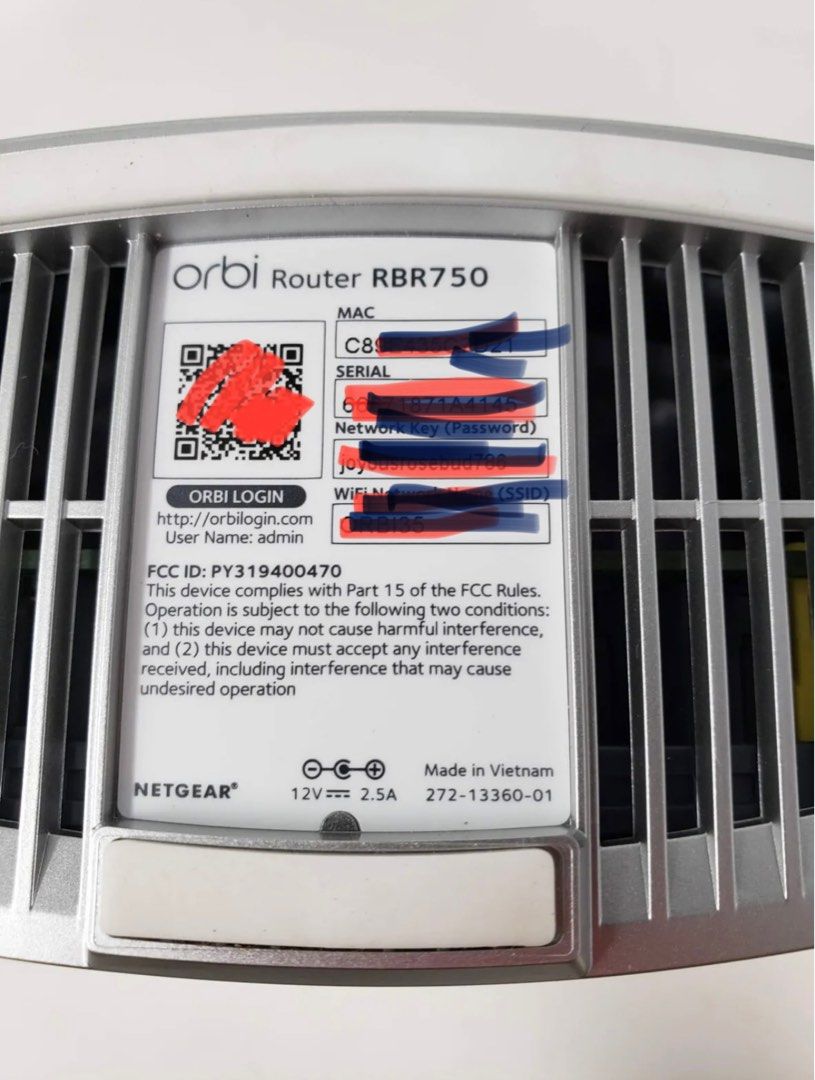 orbi Router RBR750
MAC
SERIAL
Network Key (Password)
WiFi Network (SSID)
ORBI LOGIN
http://orbilogin.com
User Name: admin
FCC ID: PY319400470
This device complies with Part 15 of the FCC Rules.
Operation is subject to the following two conditions:
(1) this device may not cause harmful interference,
and (2) this device must accept any interference
received, including interference that may cause
undesired operation
NETGEAR®
12V 2.5A
Made in Vietnam
272-13360-01